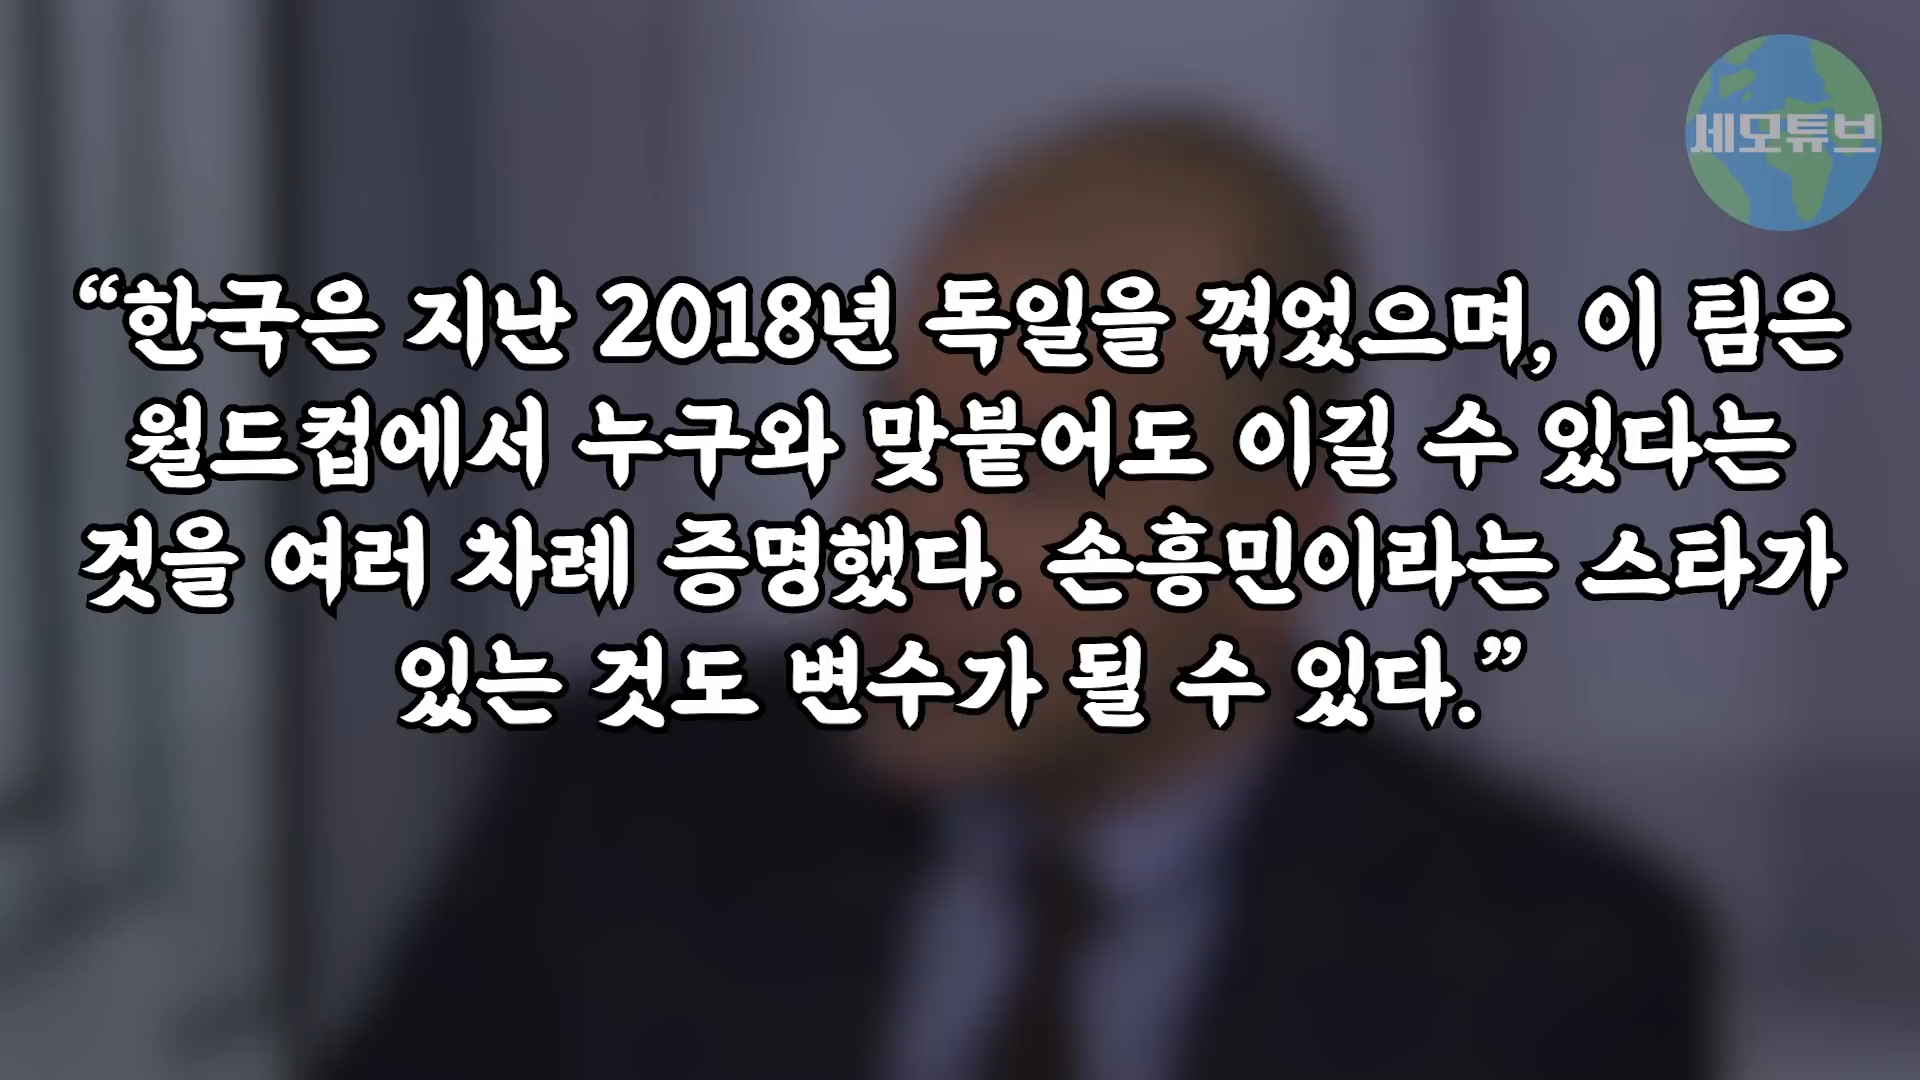 세모튜브
“한국은 지난 2018년 독일을 꺾었으며, 이 팀은
월드컵에서 누구와 맞붙어도 이길 수 있다는
것을 여러 차례 증명했다. 손흥민이라는 스타가
있는 것도 변수가 될 수 있다.”